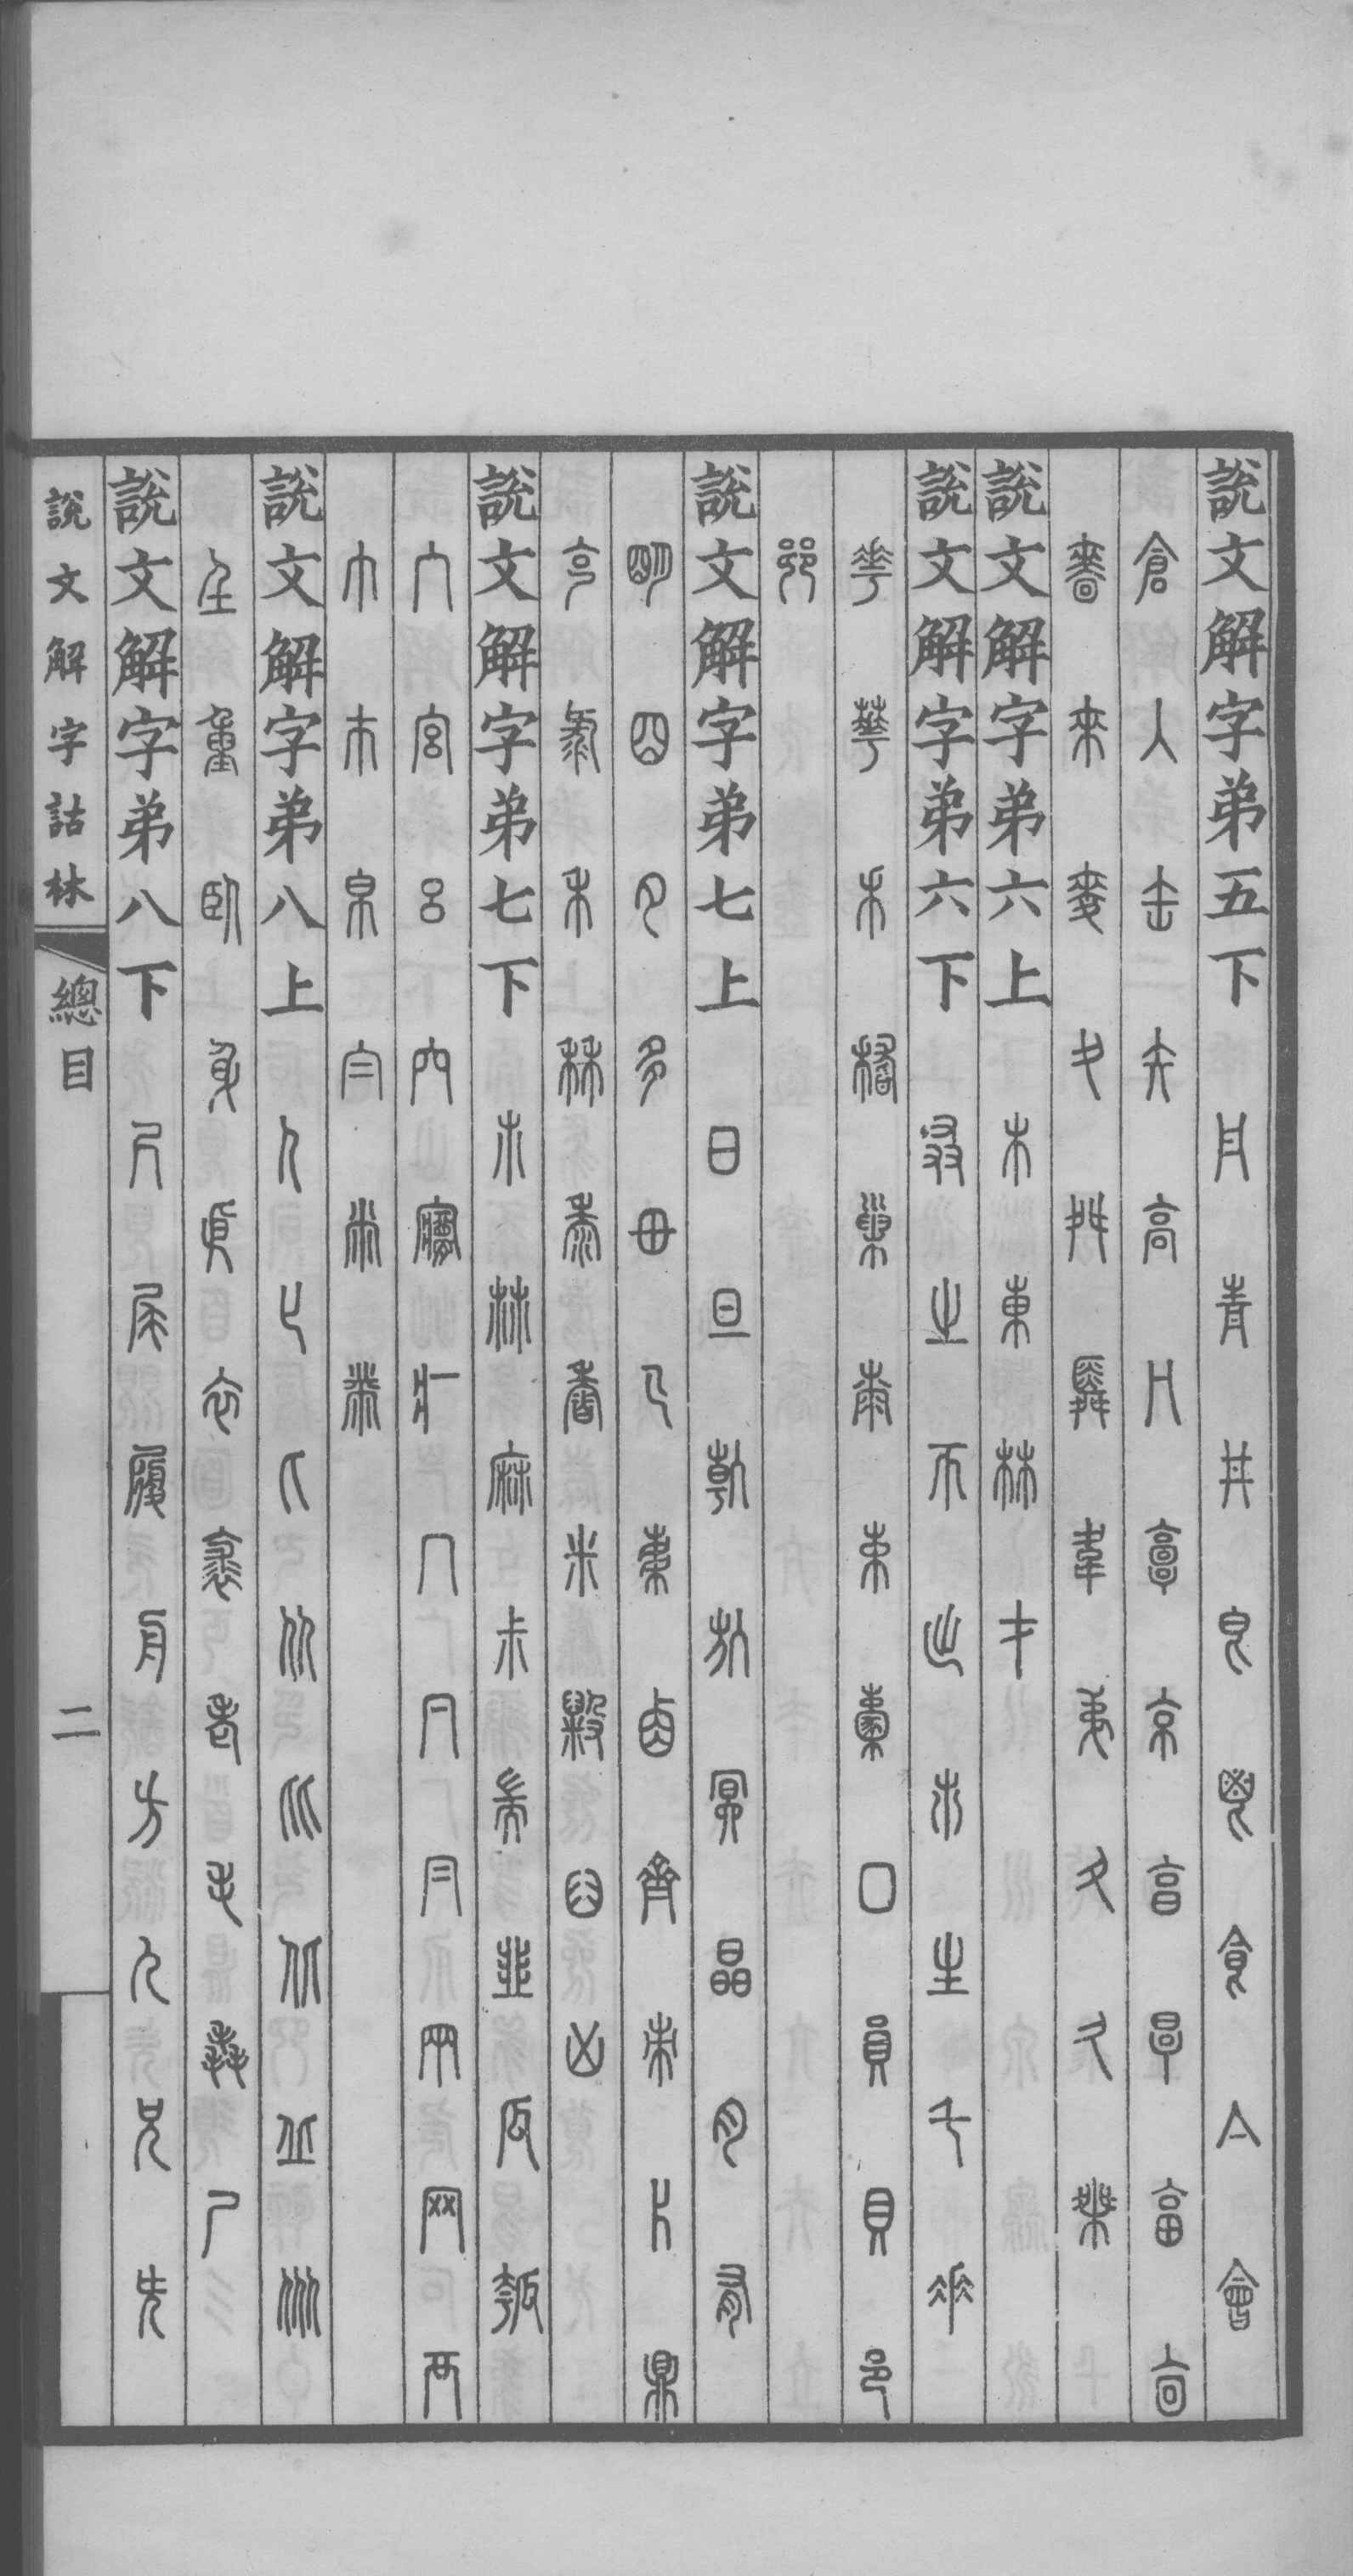 說文解字弟五下 丹 青 井 皀 鬯 食 亼 會
倉 入 缶 矢 高 冂 𩫖 京 亯 㫗 畗 㐭
嗇 來 麥 夊 舛 䑞 韋 弟 夂 久 桀
說文解字弟六上 木 東 林 才
說文解字弟六下 叒 之 帀 出 𣎵 生 乇 𠂹
𠌶 華 𥝌 稽 巢 桼 束 㯻 囗 員 貝 邑
𨛜
說文解字弟七上 日 旦 倝 㫃 冥 晶 月 有
朙 囧 夕 多 毌 𢎘 𣐺 卤 齊 朿 片 鼎
克 彔 禾 秝 黍 香 米 毇 臼 凶
說文解字弟七下 𣎳 𣏟 麻 尗 耑 韭 瓜 瓠
宀 宮 呂 穴 㝱 疒 冖 𠔼 冃 㒳 网 襾
巾 巿 帛 白 㡀 黹
說文解字弟八上 人 𠤎 匕 从 比 北 丘 㐺
𡈼 重 臥 身 㐆 衣 裘 老 毛 毳 尸
說文解字弟八下 尺 尾 履 舟 方 儿 兄 兂
說文解字詁林 總目 二